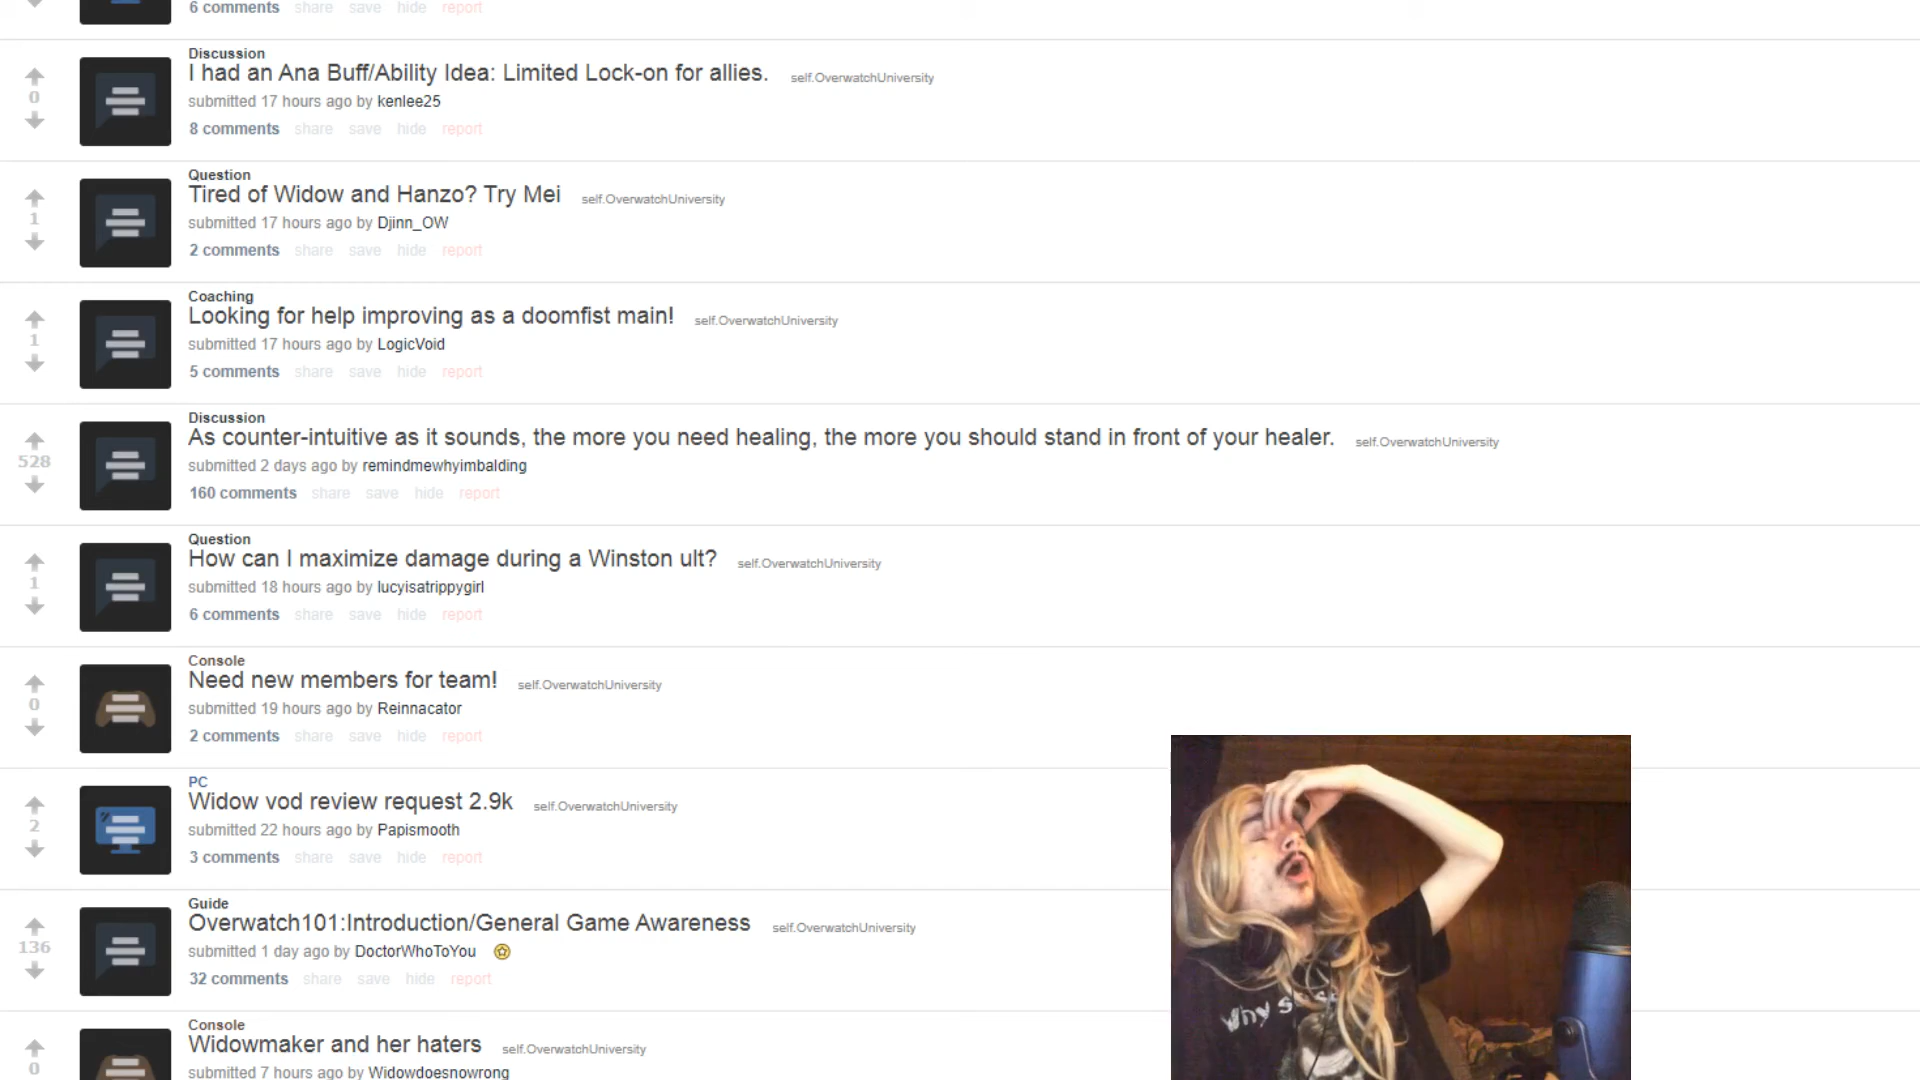 6 comments share save hide report
Discussion
I had an Ana Buff/Ability Idea: Limited Lock-on for allies. self.OverwatchUniversity
0
submitted 17 hours ago by kenlee25
8 comments share save hide report
Question
Tired of Widow and Hanzo? Try Mei self.OverwatchUniversity
1
submitted 17 hours ago by Djinn_OW
2 comments share save hide report
Coaching
Looking for help improving as a doomfist main! self.OverwatchUniversity
1
submitted 17 hours ago by LogicVoid
5 comments share save hide report
Discussion
As counter-intuitive as it sounds, the more you need healing, the more you should stand in front of your healer. self.OverwatchUniversity
528
submitted 2 days ago by remindmewhyimbalding
160 comments share save hide report
Question
How can I maximize damage during a Winston ult? self.OverwatchUniversity
1
submitted 18 hours ago by lucyisatrippygirl
6 comments share save hide report
Console
Need new members for team! self.OverwatchUniversity
0
submitted 19 hours ago by Reinnacator
2 comments share save hide report
PC
Widow vod review request 2.9k self.OverwatchUniversity
2
submitted 22 hours ago by Papismooth
3 comments share save hide report
Guide
Overwatch101:Introduction/General Game Awareness self.OverwatchUniversity
136
submitted 1 day ago by DoctorWhoToYou
32 comments share save hide report
Console
Widowmaker and her haters self.OverwatchUniversity
0
submitted 7 hours ago by Widowdoesnowrong
Why